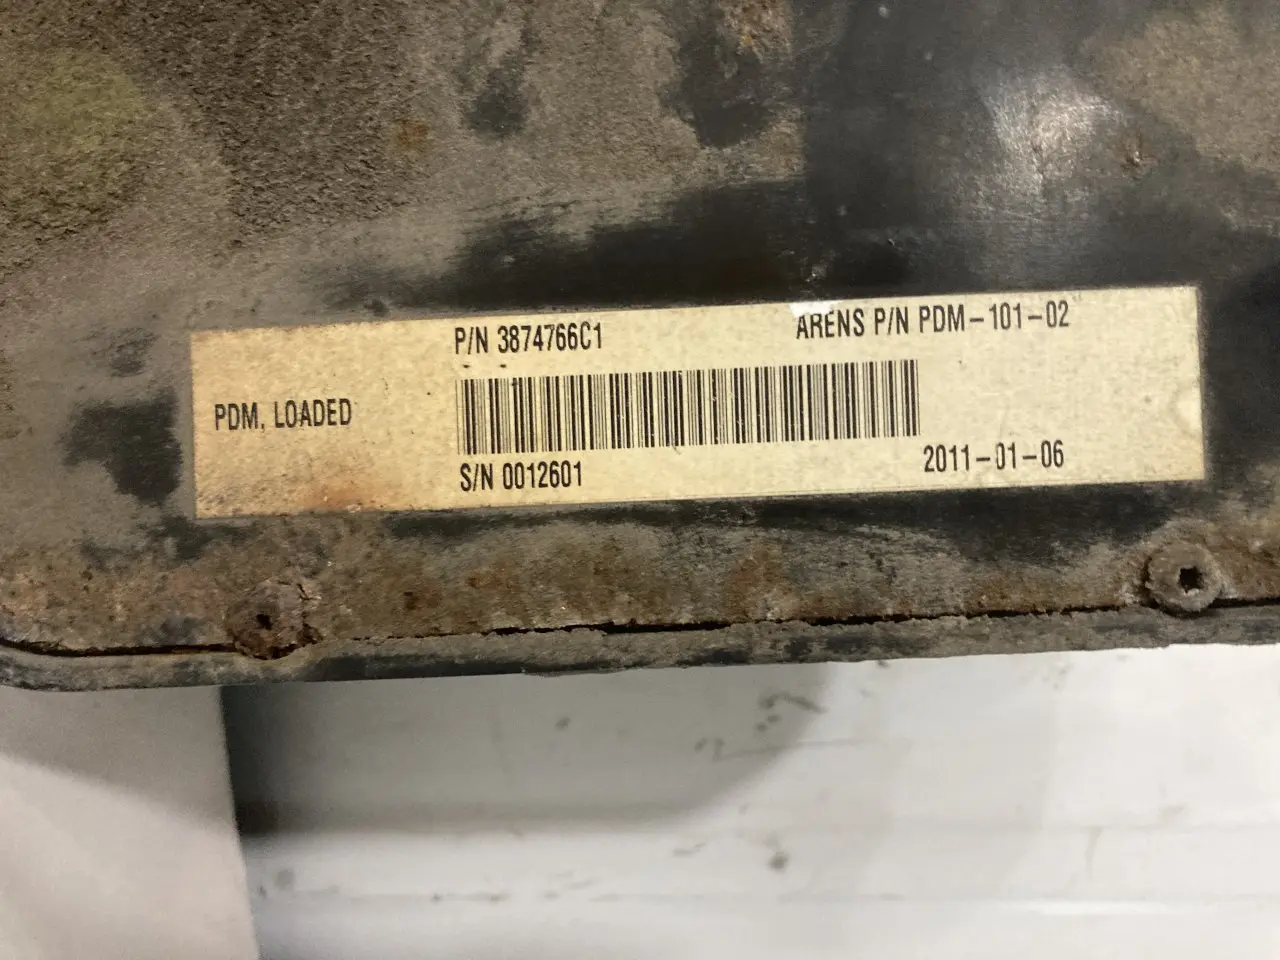 P/N 3874766C1
ARENS P/N PDM-101-02
PDM, LOADED
S/N 0012601
2011-01-06